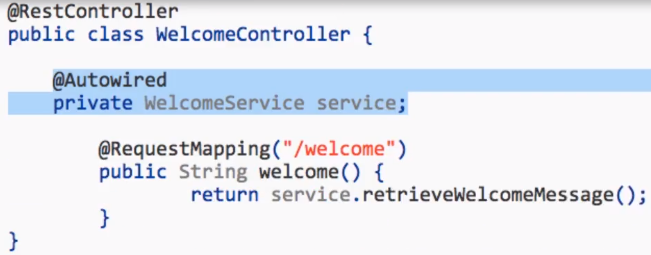 @RestController
public class WelcomeController {
@Autowired
private WelcomeService service;
@RequestMapping("/welcome")
public String welcome() {
return service.retrieveWelcomeMessage();
}
}